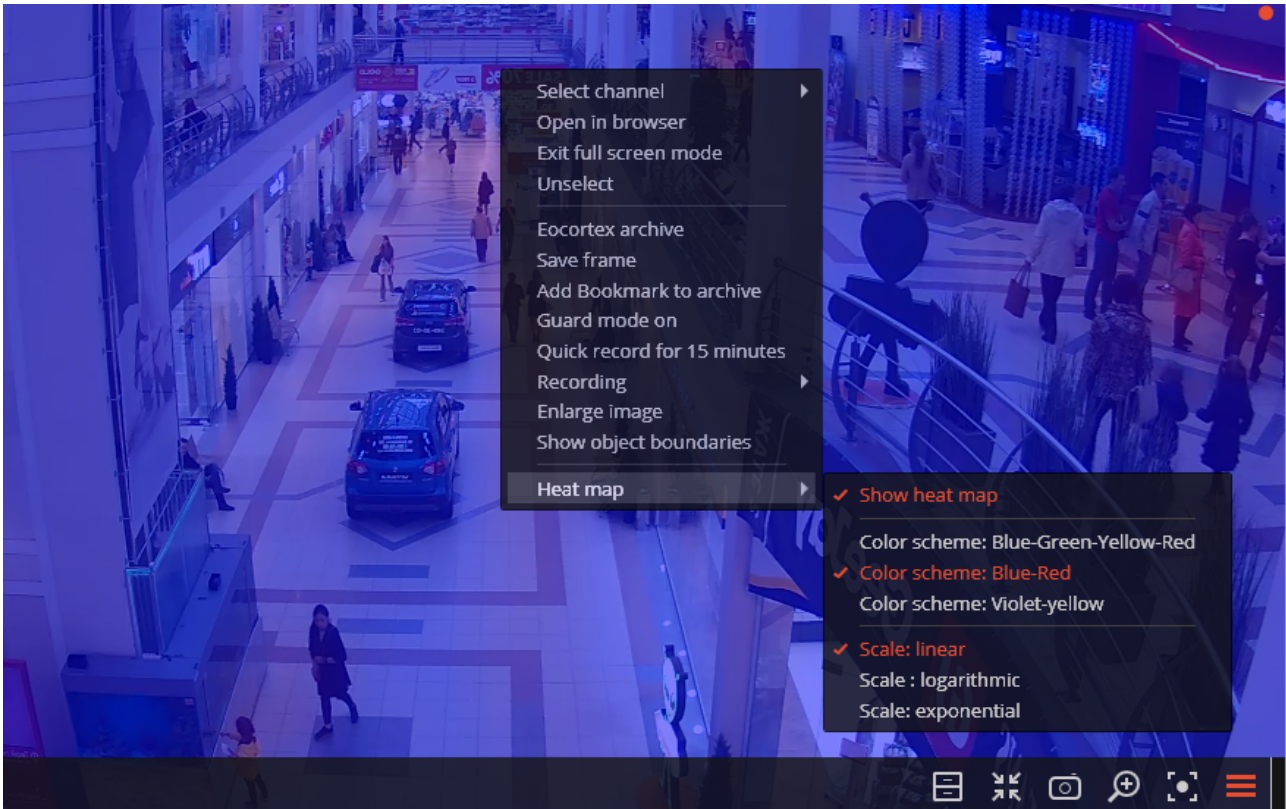 SALE 70%
Select channel
Open in browser
Exit full screen mode
Unselect
Eocortex archive
Save frame
Add Bookmark to archive
Guard mode on
Quick record for 15 minutes
Recording
Enlarge image
Show object boundaries
Heat map
Show heat map
Color scheme: Blue-Green-Yellow-Red
Color scheme: Blue-Red
Color scheme: Violet-yellow
Scale: linear
Scale : logarithmic
Scale: exponential